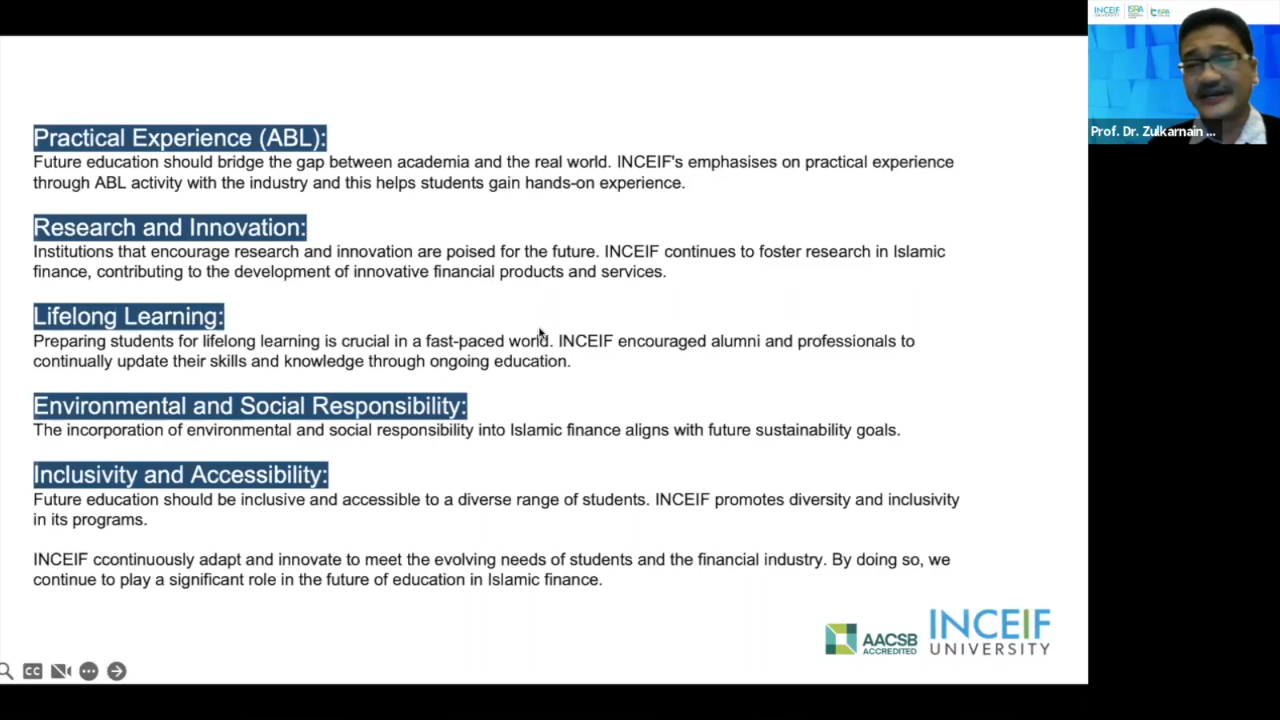 Practical Experience (ABL):
Future education should bridge the gap between academia and the real world. INCEIF's emphasises on practical experience
through ABL activity with the industry and this helps students gain hands-on experience.
Research and Innovation:
Institutions that encourage research and innovation are poised for the future. INCEIF continues to foster research in Islamic
finance, contributing to the development of innovative financial products and services.
Lifelong Learning:
Preparing students for lifelong learning is crucial in a fast-paced world. INCEIF encouraged alumni and professionals to
continually update their skills and knowledge through ongoing education.
Environmental and Social Responsibility:
The incorporation of environmental and social responsibility into Islamic finance aligns with future sustainability goals.
Inclusivity and Accessibility:
Future education should be inclusive and accessible to a diverse range of students. INCEIF promotes diversity and inclusivity
in its programs.
INCEIF ccontinuously adapt and innovate to meet the evolving needs of students and the financial industry. By doing so, we
continue to play a significant role in the future of education in Islamic finance.
AACSB
ACCREDITED
INCEIF
UNIVERSITY
CC
INCEIF
UNIVERSITY
ISRA
Prof. Dr. Zulkarnain ...